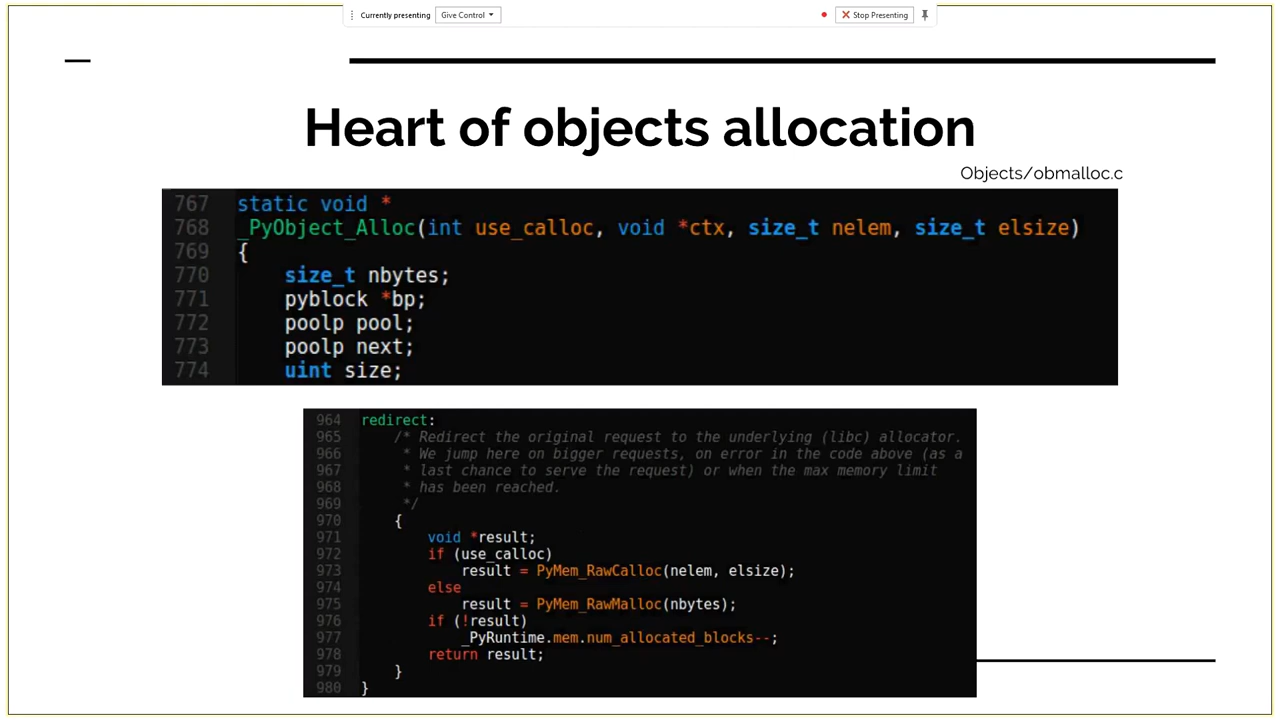 Currently presenting Give Control Stop Presenting
Heart of objects allocation
Objects/obmalloc.c
767 static void *
768 _PyObject_Alloc(int use_calloc, void *ctx, size_t nelem, size_t elsize)
769 {
770 size_t nbytes;
771 pyblock *bp;
772 poolp pool;
773 poolp next;
774 uint size;
964 redirect:
965 /* Redirect the original request to the underlying (libc) allocator.
966 * We jump here on bigger requests, on error in the code above (as a
967 * last chance to serve the request) or when the max memory limit
968 * has been reached.
969 */
970 {
971 void *result;
972 if (use_calloc)
973 result = PyMem_RawCalloc(nelem, elsize);
974 else
975 result = PyMem_RawMalloc(nbytes);
976 if (!result)
977 _PyRuntime.mem.num_allocated_blocks--;
978 return result;
979 }
980 }